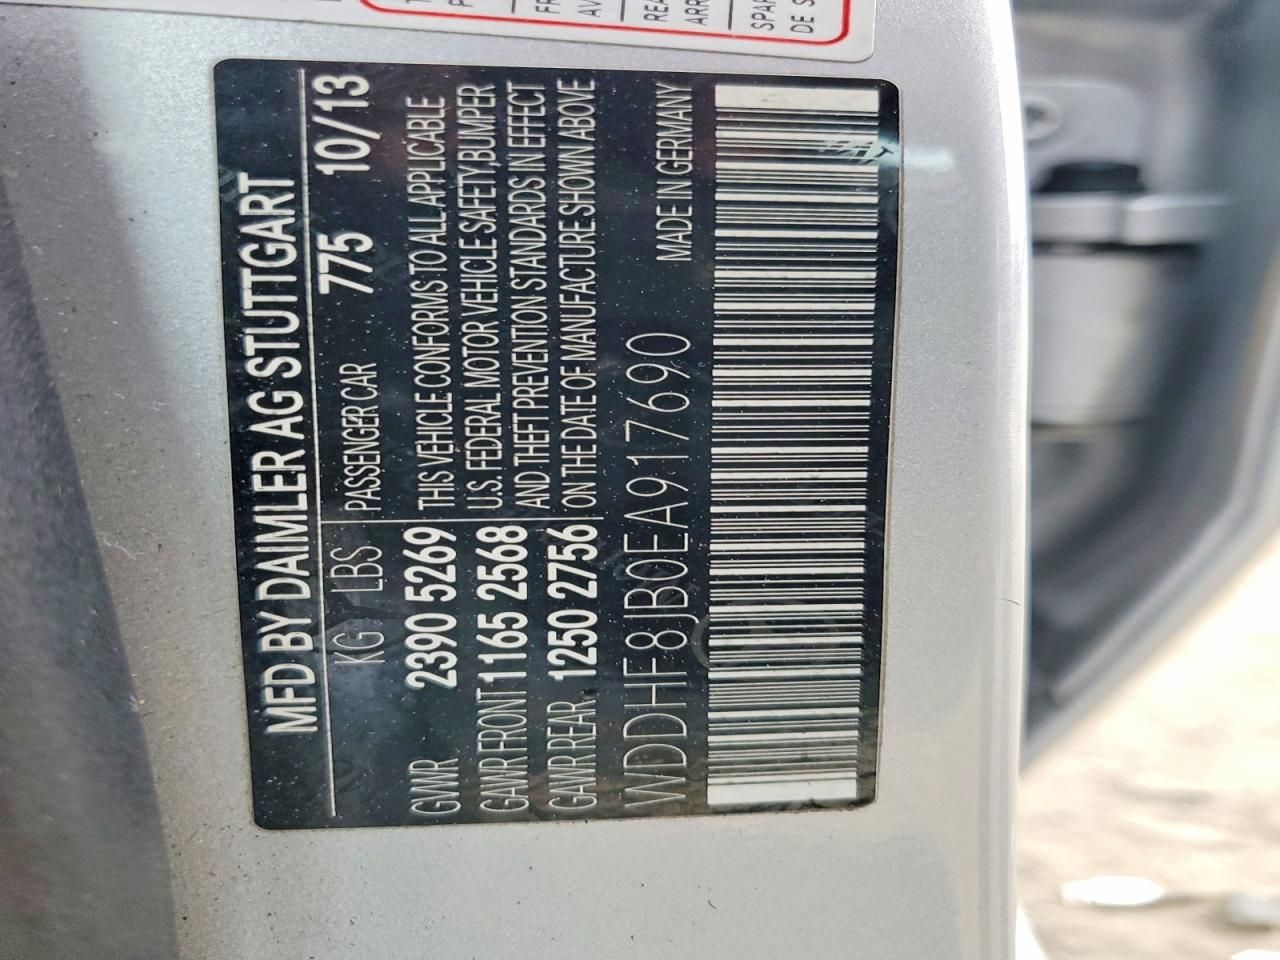 MFD BY DAIMLER AG STUTTGART
KG LBS PASSENGER CAR 775 10/13
GVWR 2390 5269 THIS VEHICLE CONFORMS TO ALL APPLICABLE
GAWR FRONT 1165 2568 U.S. FEDERAL MOTOR VEHICLE SAFETY,BUMPER
GAWR REAR 1250 2756 AND THEFT PREVENTION STANDARDS IN EFFECT
ON THE DATE OF MANUFACTURE SHOWN ABOVE
WDDHF8JB0EA917690 MADE IN GERMANY